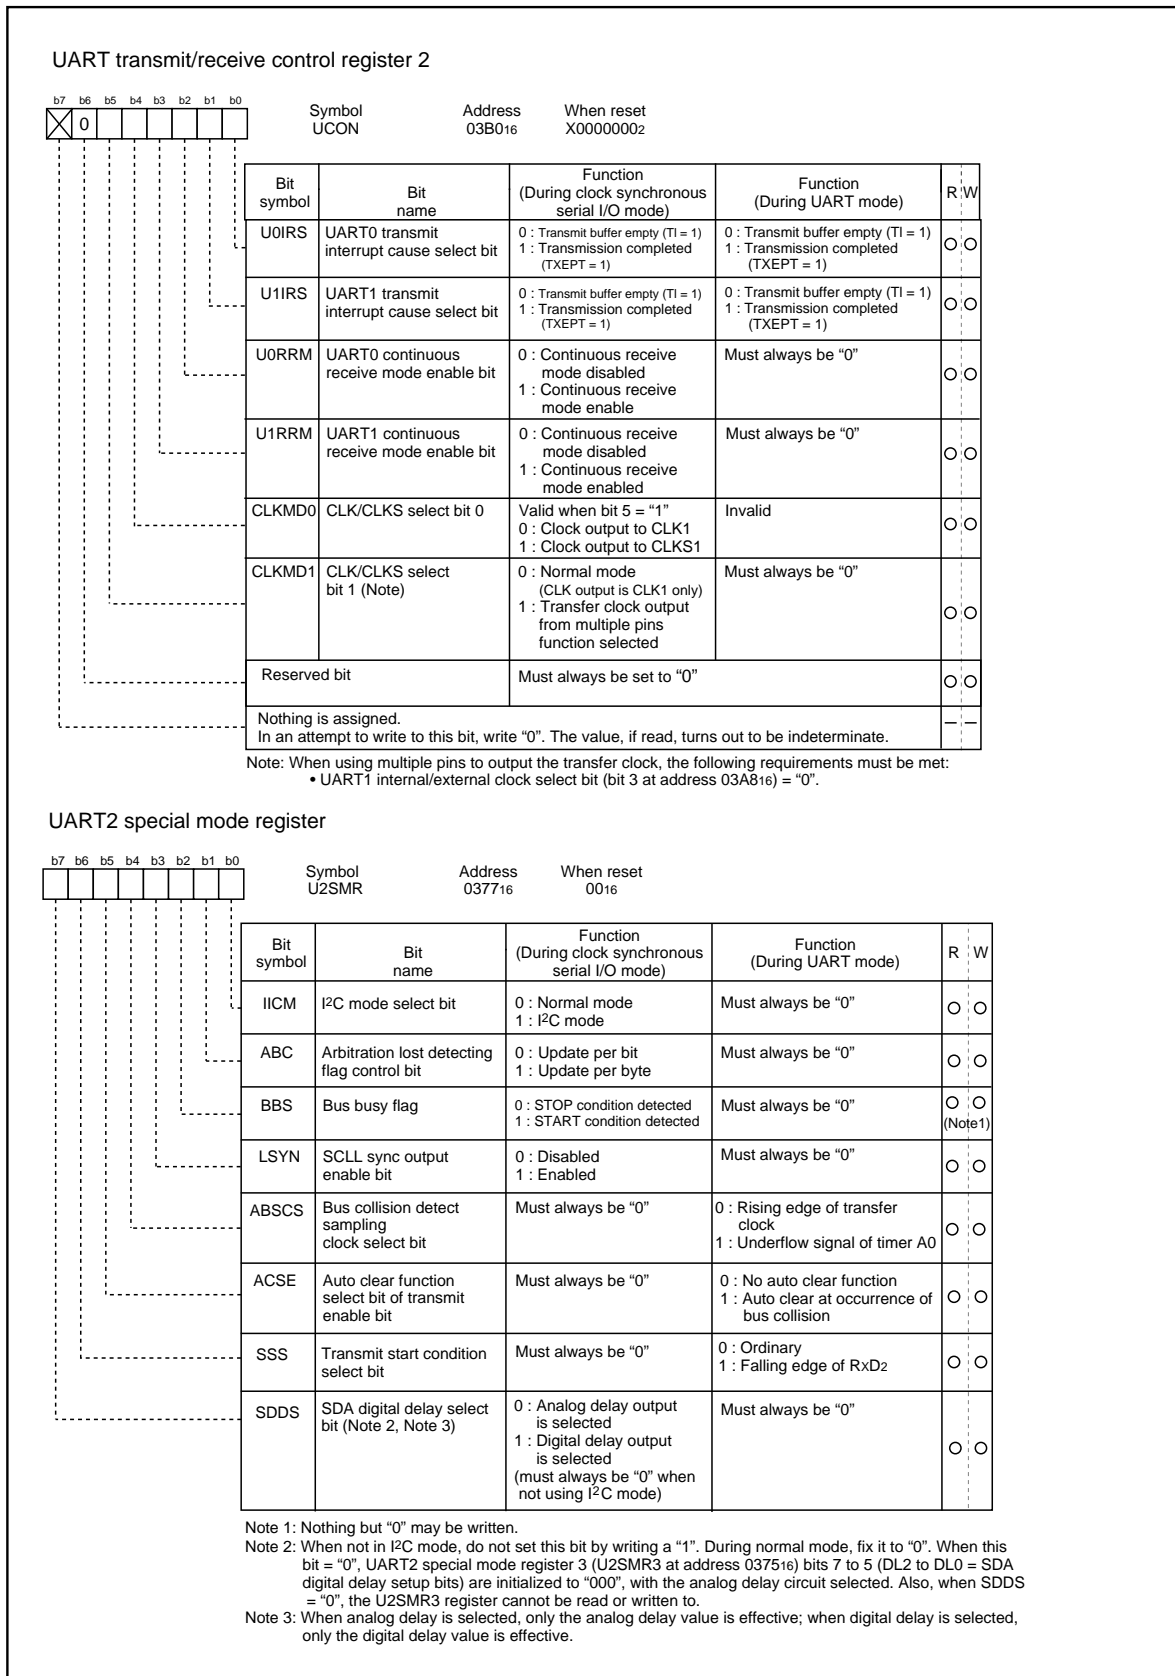 UART transmit/receive control register 2
b7 b6 b5 b4 b3 b2 b1 b0
0
Symbol Address When reset
UCON 03B016 X00000002
Bit symbol Bit name Function (During clock synchronous serial I/O mode) Function (During UART mode) R W
U0IRS UART0 transmit interrupt cause select bit
0 : Transmit buffer empty (TI = 1)
1 : Transmission completed
(TXEPT = 1)
0 : Transmit buffer empty (TI = 1)
1 : Transmission completed
(TXEPT = 1)
U1IRS UART1 transmit interrupt cause select bit
0 : Transmit buffer empty (TI = 1)
1 : Transmission completed
(TXEPT = 1)
0 : Transmit buffer empty (TI = 1)
1 : Transmission completed
(TXEPT = 1)
U0RRM UART0 continuous receive mode enable bit
0 : Continuous receive
mode disabled
1 : Continuous receive
mode enable
Must always be “0”
U1RRM UART1 continuous receive mode enable bit
0 : Continuous receive
mode disabled
1 : Continuous receive
mode enabled
Must always be “0”
CLKMD0 CLK/CLKS select bit 0
Valid when bit 5 = “1”
0 : Clock output to CLK1
1 : Clock output to CLKS1
Invalid
CLKMD1 CLK/CLKS select bit 1 (Note)
0 : Normal mode
(CLK output is CLK1 only)
1 : Transfer clock output
from multiple pins
function selected
Must always be “0”
Reserved bit Must always be set to “0”
Nothing is assigned.
In an attempt to write to this bit, write “0”. The value, if read, turns out to be indeterminate.
– –
Note: When using multiple pins to output the transfer clock, the following requirements must be met:
• UART1 internal/external clock select bit (bit 3 at address 03A816) = “0”.
UART2 special mode register
b7 b6 b5 b4 b3 b2 b1 b0
Symbol Address When reset
U2SMR 037716 0016
Bit symbol Bit name Function (During clock synchronous serial I/O mode) Function (During UART mode) R W
IICM I2C mode select bit
0 : Normal mode
1 : I2C mode
Must always be “0”
ABC Arbitration lost detecting flag control bit
0 : Update per bit
1 : Update per byte
Must always be “0”
BBS Bus busy flag
0 : STOP condition detected
1 : START condition detected
Must always be “0”
(Note1)
LSYN SCLL sync output enable bit
0 : Disabled
1 : Enabled
Must always be “0”
ABSCS Bus collision detect sampling clock select bit
Must always be “0”
0 : Rising edge of transfer
clock
1 : Underflow signal of timer A0
ACSE Auto clear function select bit of transmit enable bit
Must always be “0”
0 : No auto clear function
1 : Auto clear at occurrence of
bus collision
SSS Transmit start condition select bit
Must always be “0”
0 : Ordinary
1 : Falling edge of RxD2
SDDS SDA digital delay select bit (Note 2, Note 3)
0 : Analog delay output
is selected
1 : Digital delay output
is selected
(must always be “0” when
not using I2C mode)
Must always be “0”
Note 1: Nothing but “0” may be written.
Note 2: When not in I2C mode, do not set this bit by writing a “1”. During normal mode, fix it to “0”. When this
bit = “0”, UART2 special mode register 3 (U2SMR3 at address 037516) bits 7 to 5 (DL2 to DL0 = SDA
digital delay setup bits) are initialized to “000”, with the analog delay circuit selected. Also, when SDDS
= “0”, the U2SMR3 register cannot be read or written to.
Note 3: When analog delay is selected, only the analog delay value is effective; when digital delay is selected,
only the digital delay value is effective.